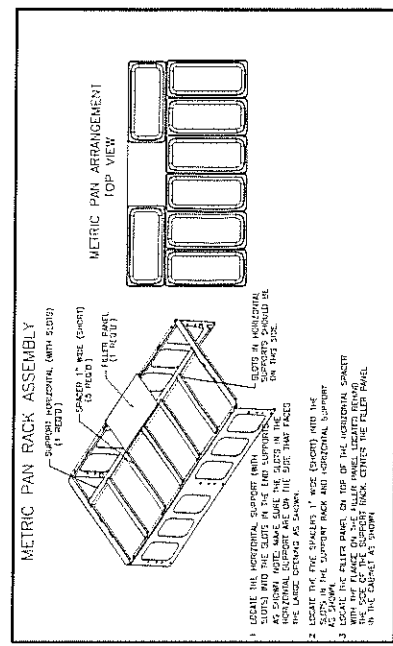 METRIC PAN RACK ASSEMBLY
SUPPORT HORIZONTAL (WITH SLOTS)
(1 REQ'D)
SPACER 1" WIDE (SHORT)
(5 REQ'D)
FILLER PANEL
(1 REQ'D)
SLOTS IN HORIZONTAL
SUPPORTS SHOULD BE
ON THIS SIDE.
METRIC PAN ARRANGEMENT
TOP VIEW
1 LOCATE THE HORIZONTAL SUPPORT (WITH
SLOTS) INTO THE SLOTS IN THE END SUPPORTS
AS SHOWN. NOTE: MAKE SURE THE SLOTS IN THE
HORIZONTAL SUPPORT ARE ON THE SIDE THAT FACES
THE LARGE OPENING AS SHOWN.
2 LOCATE THE FIVE SPACERS 1" WIDE (SHORT) INTO THE
SLOTS IN THE SUPPORT RACK AND HORIZONTAL SUPPORT
AS SHOWN.
3 LOCATE THE FILLER PANEL ON TOP OF THE HORIZONTAL SPACER
WITH THE FLANGE ON THE FILLER PANEL LOCATED BEHIND
THE SIDE OF THE SUPPORT RACK. CENTER THE FILLER PANEL
IN THE CABINET AS SHOWN.